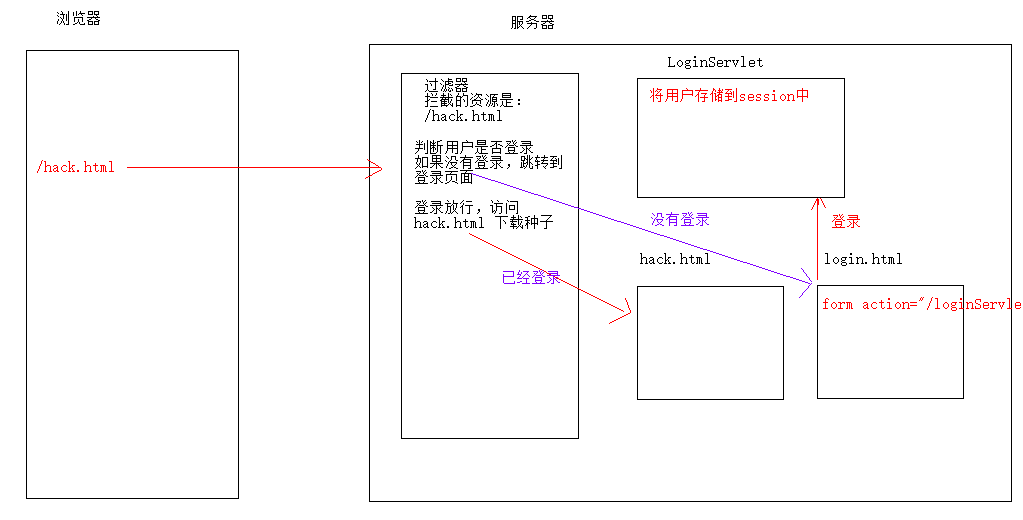 浏览器
服务器
/hack.html
过滤器
拦截的资源是:
/hack.html
判断用户是否登录
如果没有登录，跳转到
登录页面
登录放行，访问
hack.html 下载种子
LoginServlet
将用户存储到session中
没有登录
登录
已经登录
hack.html
login.html
form action="/loginServle